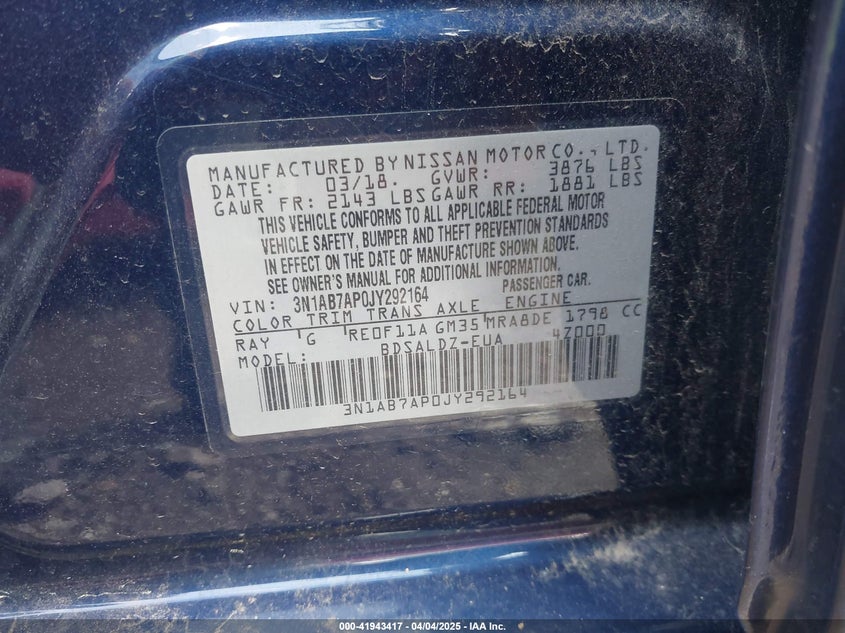 MANUFACTURED BY NISSAN MOTOR CO., LTD.
DATE: 03/18. GVWR: 3876 LBS
GAWR FR: 2143 LBS GAWR RR: 1881 LBS
THIS VEHICLE CONFORMS TO ALL APPLICABLE FEDERAL MOTOR
VEHICLE SAFETY, BUMPER AND THEFT PREVENTION STANDARDS
IN EFFECT ON THE DATE OF MANUFACTURE SHOWN ABOVE.
SEE OWNER'S MANUAL FOR ADDITIONAL INFORMATION.
VIN: 3N1AB7AP0JY292164 PASSENGER CAR.
COLOR TRIM TRANS AXLE ENGINE
RAY G RE0F11A GM35 MRA8DE 1798 CC
MODEL: BDSALDZ-EUA 4Z000
3N1AB7AP0JY292164
000-41943417 - 04/04/2025 - IAA Inc.